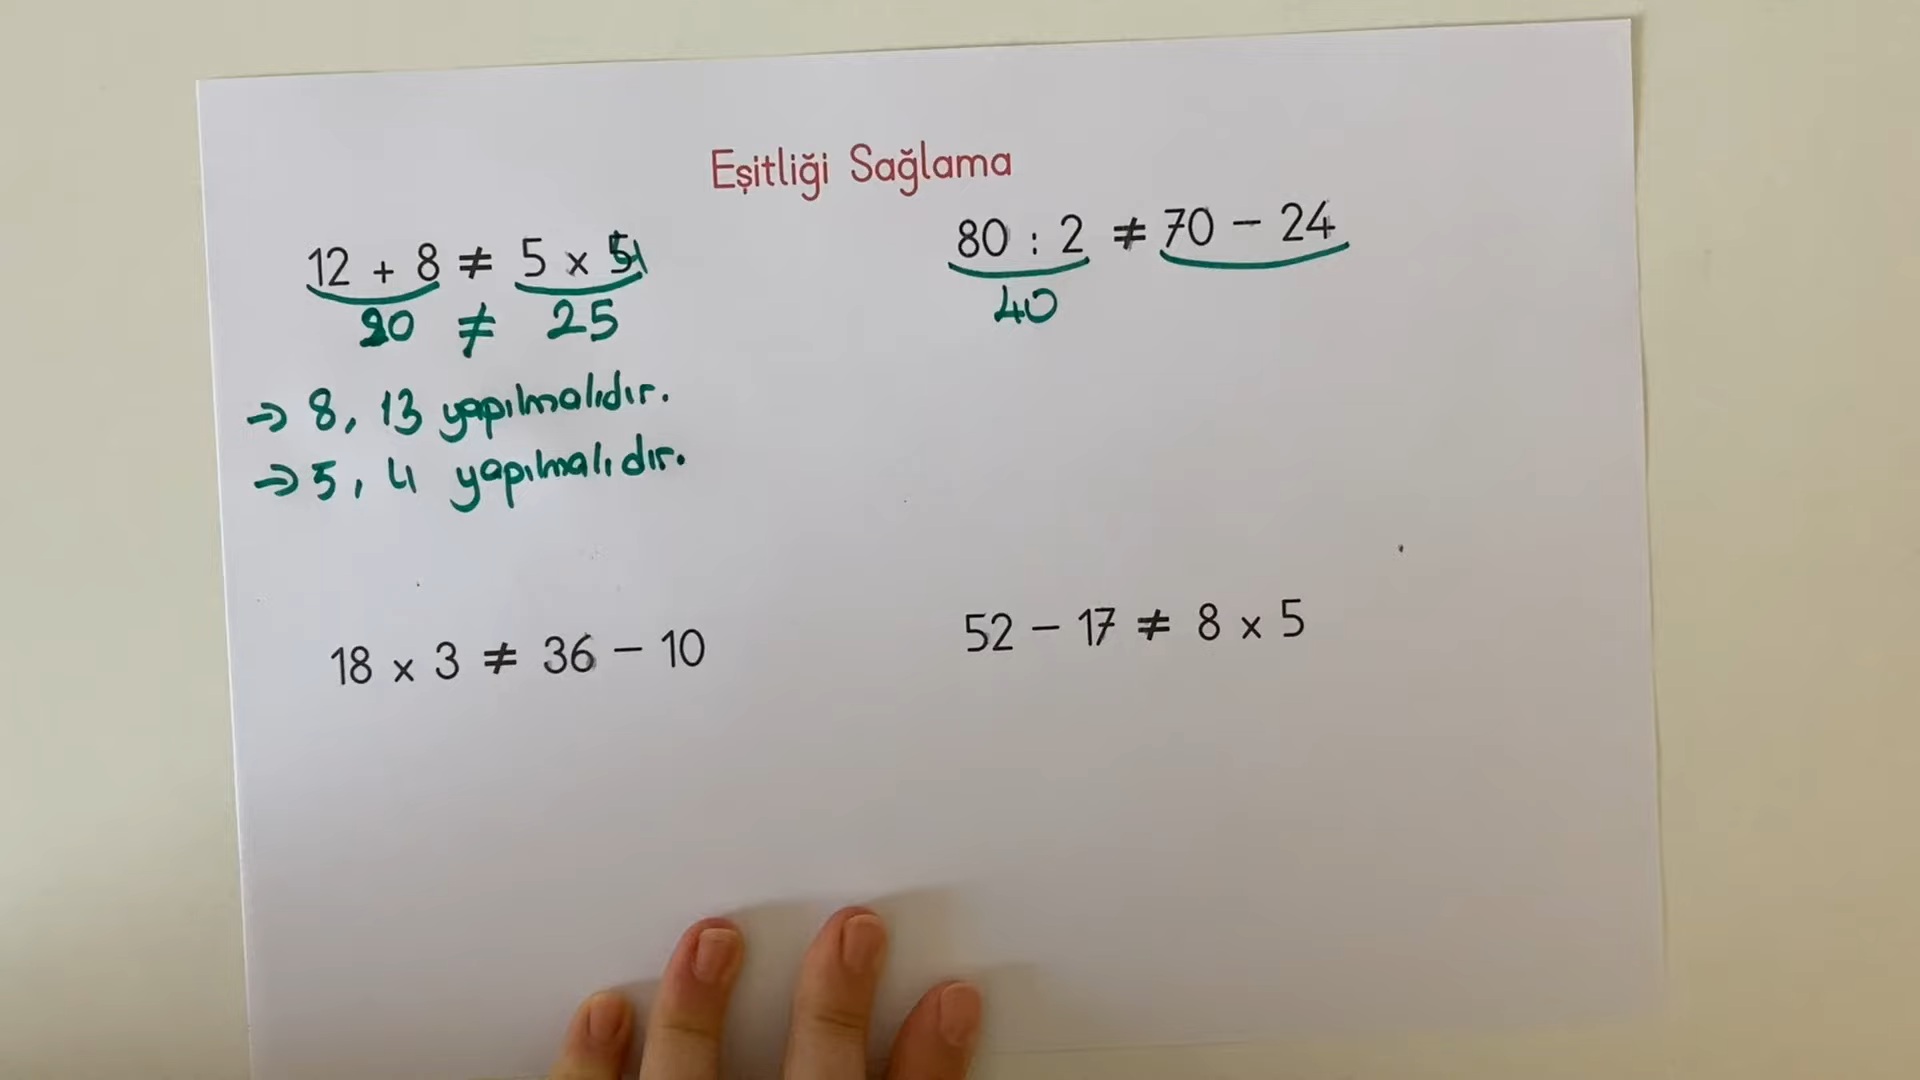 Eşitliği Sağlama
12 + 8 ≠ 5 x 5
20 ≠ 25
→ 8, 13 yapılmalıdır.
→ 5, 4 yapılmalıdır.
80 : 2 ≠ 70 - 24
40
18 x 3 ≠ 36 - 10
52 - 17 ≠ 8 x 5